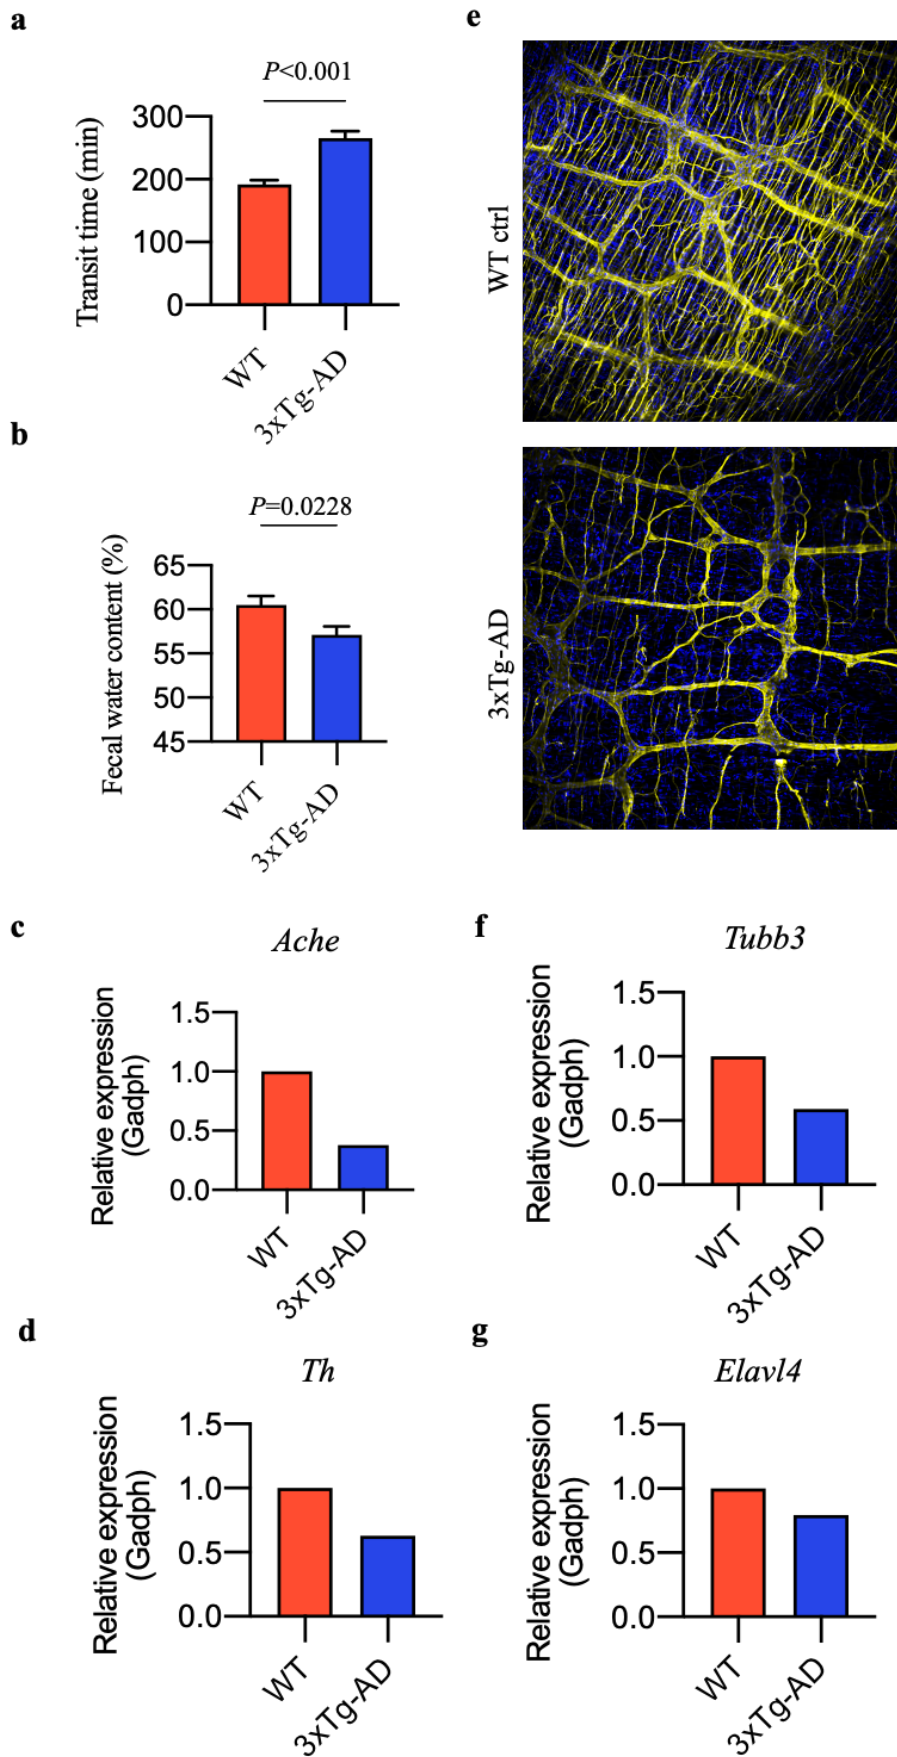 a
P<0.001
Transit time (min)
300
200
100
0
WT
3xTg-AD
b
P=0.0228
Fecal water content (%)
65
60
55
50
45
WT
3xTg-AD
e
WT ctrl
3xTg-AD
c
Ache
Relative expression
(Gadph)
1.5
1.0
0.5
0.0
WT
3xTg-AD
f
Tubb3
Relative expression
(Gadph)
1.5
1.0
0.5
0.0
WT
3xTg-AD
d
Th
Relative expression
(Gadph)
1.5
1.0
0.5
0.0
WT
3xTg-AD
g
Elavl4
Relative expression
(Gadph)
1.5
1.0
0.5
0.0
WT
3xTg-AD